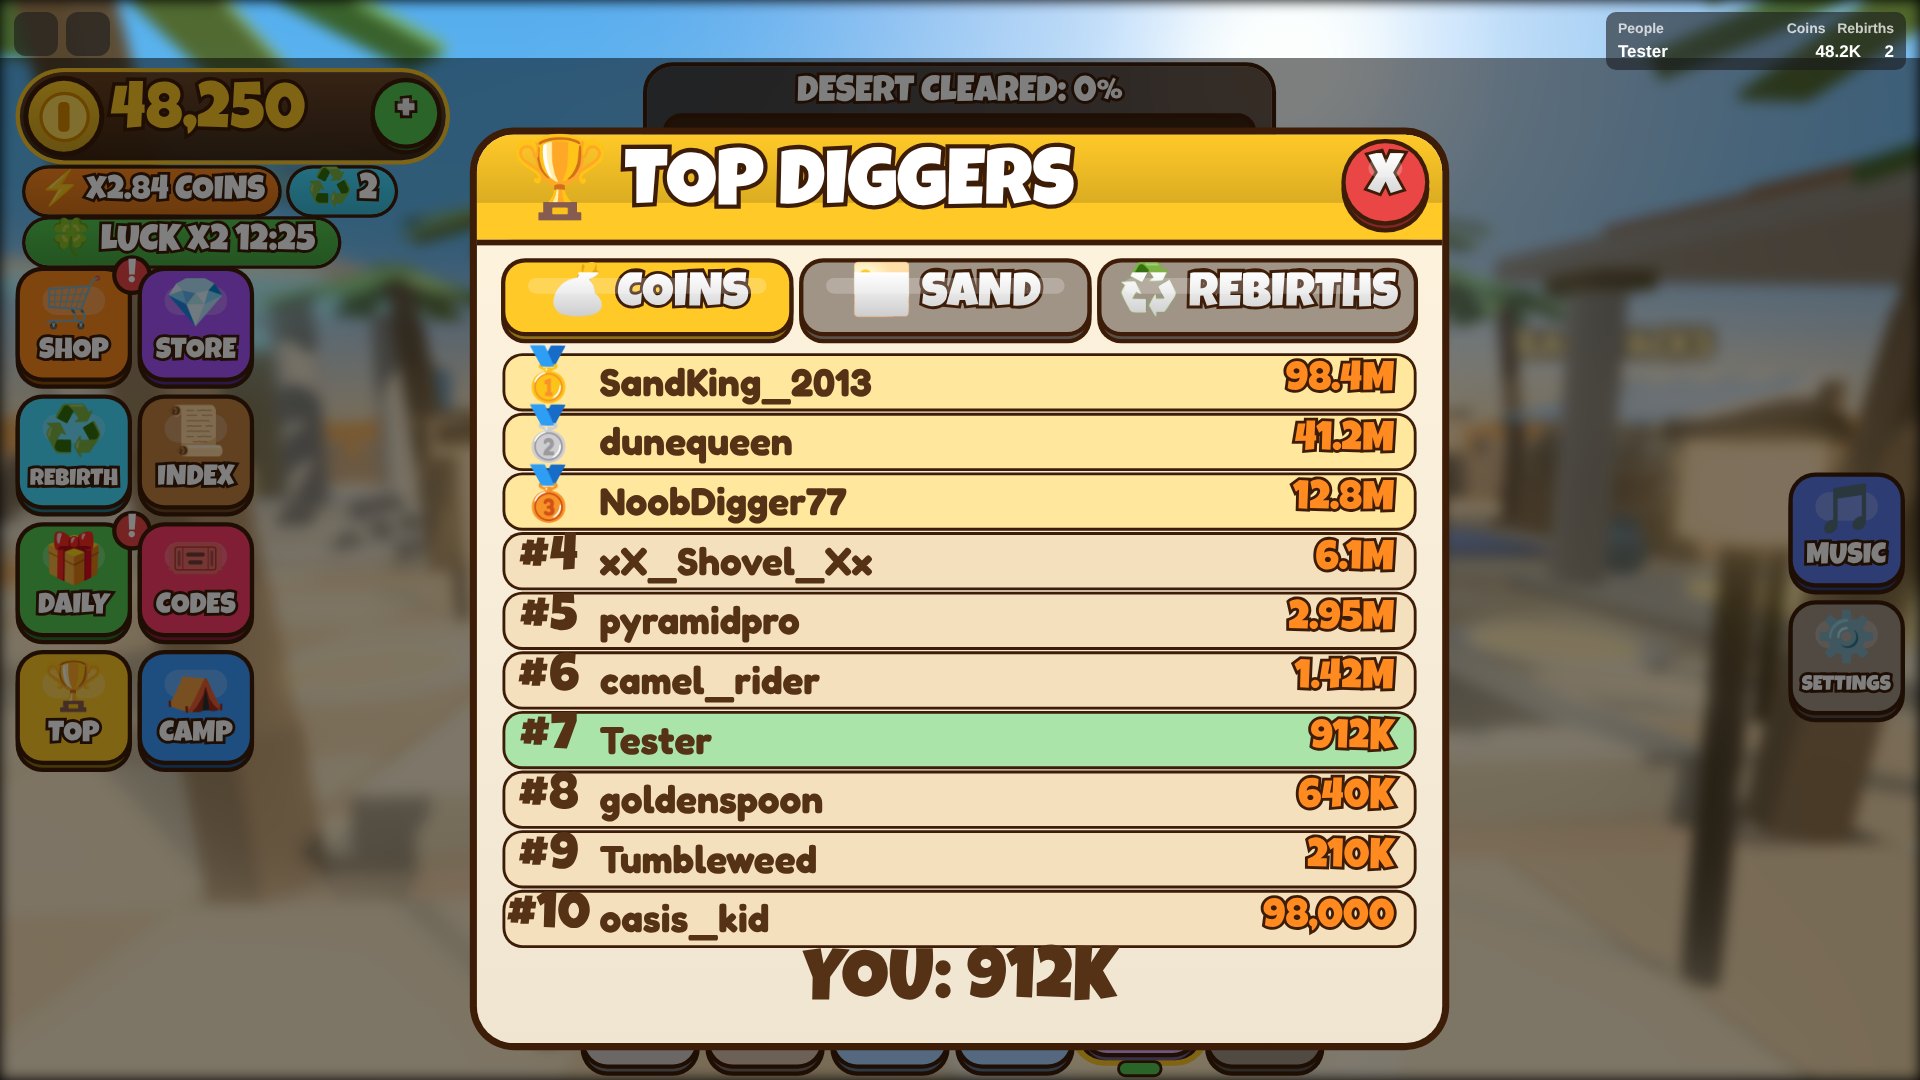 People Coins Rebirths
Tester 48.2K 2
48,250
+
X2.84 COINS
2
LUCK X2 12:25
DESERT CLEARED: 0%
TOP DIGGERS
X
COINS
SAND
REBIRTHS
!
SHOP
STORE
REBIRTH
INDEX
!
DAILY
CODES
TOP
CAMP
1 SandKing_2013 98.4M
2 dunequeen 41.2M
3 NoobDigger77 12.8M
#4 xX_Shovel_Xx 6.1M
#5 pyramidpro 2.95M
#6 camel_rider 1.42M
#7 Tester 912K
#8 goldenspoon 640K
#9 Tumbleweed 210K
#10 oasis_kid 98,000
YOU: 912K
MUSIC
SETTINGS